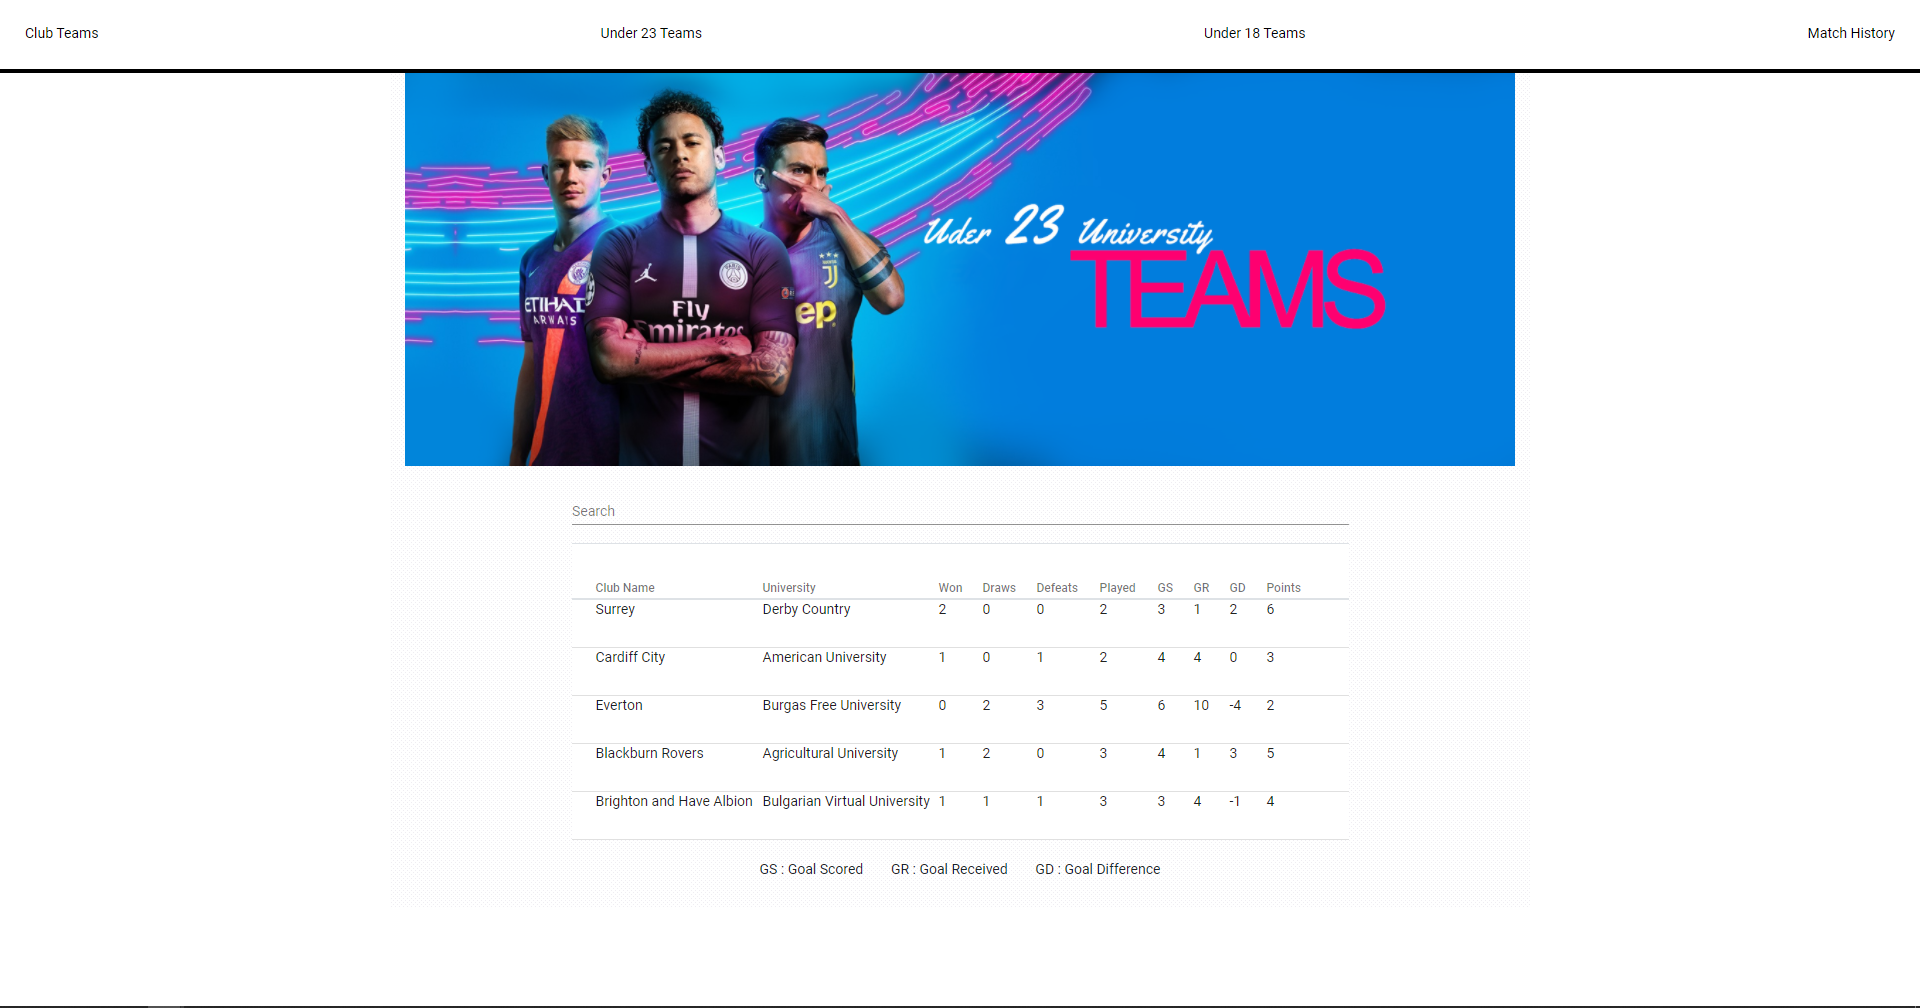 Club Teams Under 23 Teams Under 18 Teams Match History
Uder 23 University
TEAMS
ETIHAD
AIRWAYS
PARIS
Fly
Emirates
ep
Search
Club Name University Won Draws Defeats Played GS GR GD Points
Surrey Derby Country 2 0 0 2 3 1 2 6
Cardiff City American University 1 0 1 2 4 4 0 3
Everton Burgas Free University 0 2 3 5 6 10 -4 2
Blackburn Rovers Agricultural University 1 2 0 3 4 1 3 5
Brighton and Have Albion Bulgarian Virtual University 1 1 1 3 3 4 -1 4
GS : Goal Scored GR : Goal Received GD : Goal Difference